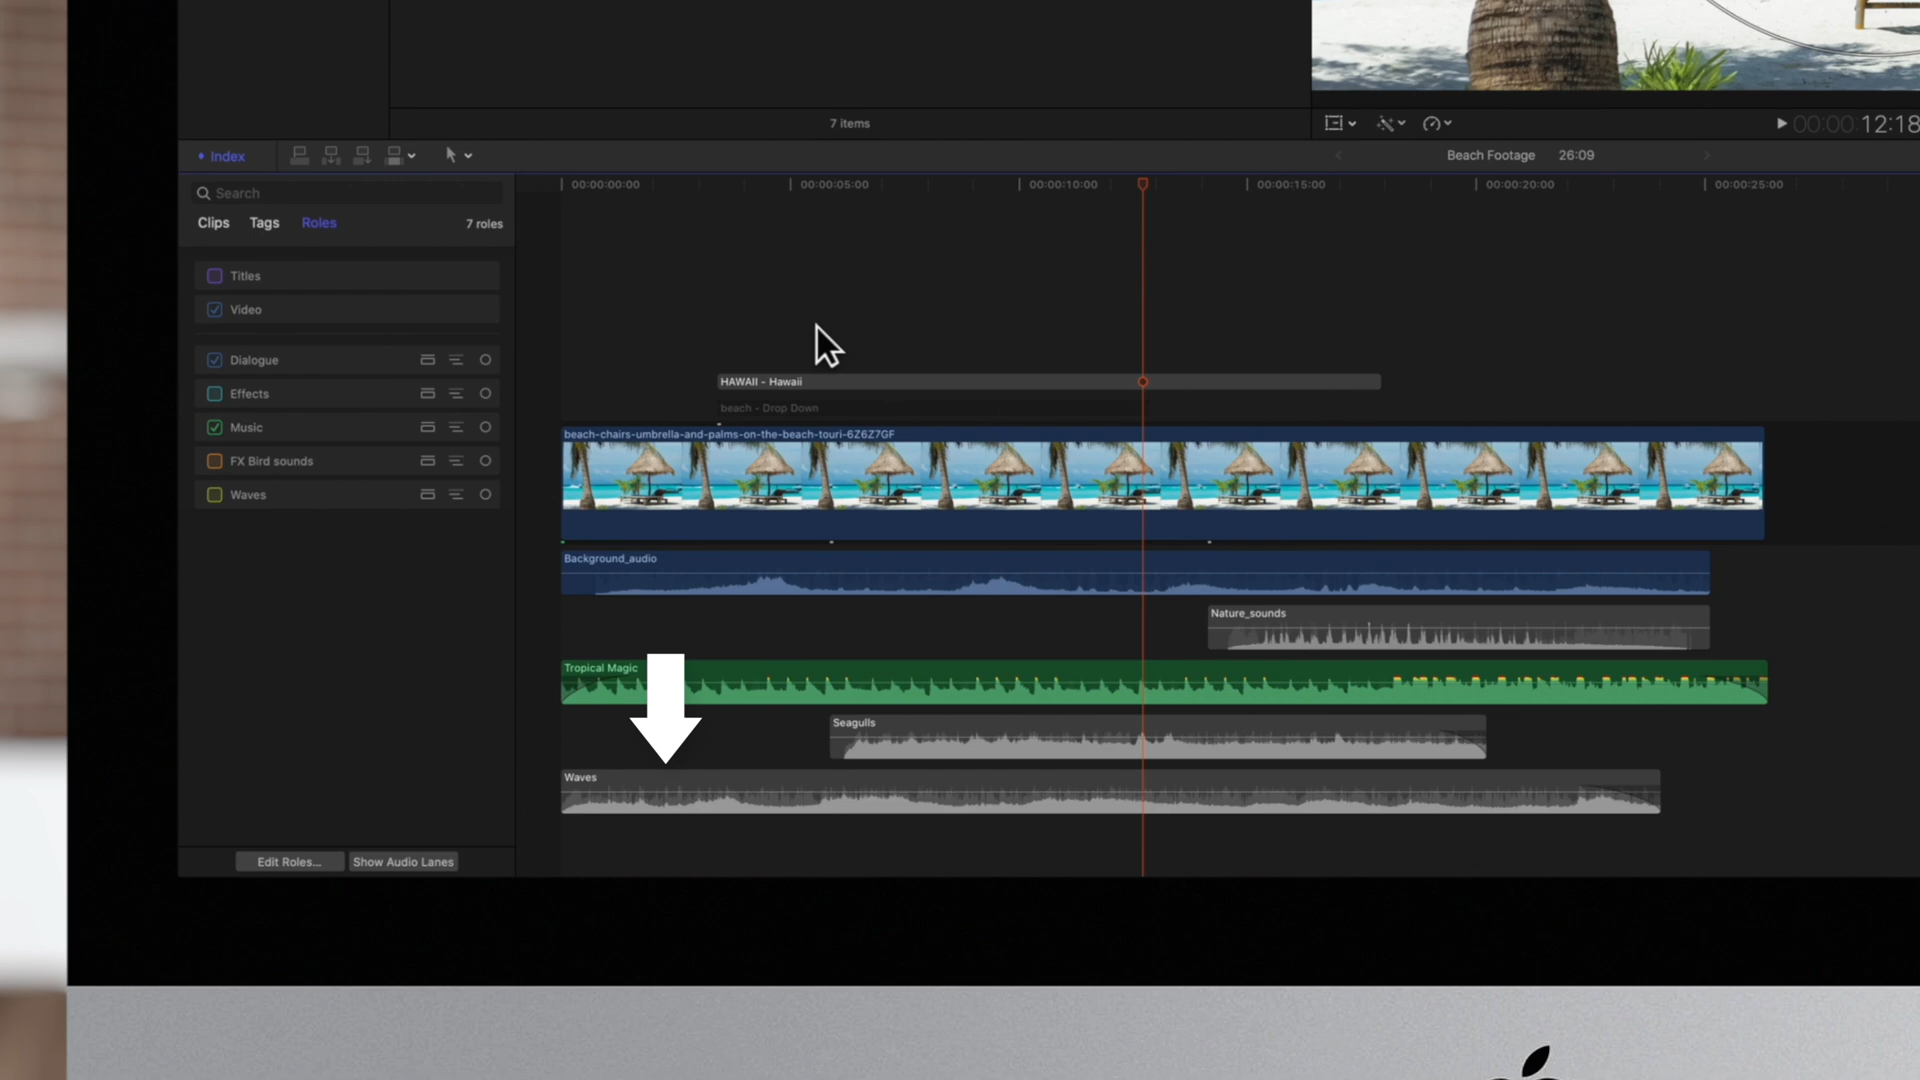 7 items
00:00:12:18
Index
Beach Footage 26:09
Search
00:00:00:00 00:00:05:00 00:00:10:00 00:00:15:00 00:00:20:00 00:00:25:00
Clips Tags Roles 7 roles
Titles
Video
Dialogue
Effects
Music
FX Bird sounds
Waves
HAWAII - Hawaii
beach - Drop Down
beach-chairs-umbrella-and-palms-on-the-beach-touri-6Z6Z7GF
Background_audio
Nature_sounds
Tropical Magic
Seagulls
Waves
Edit Roles... Show Audio Lanes